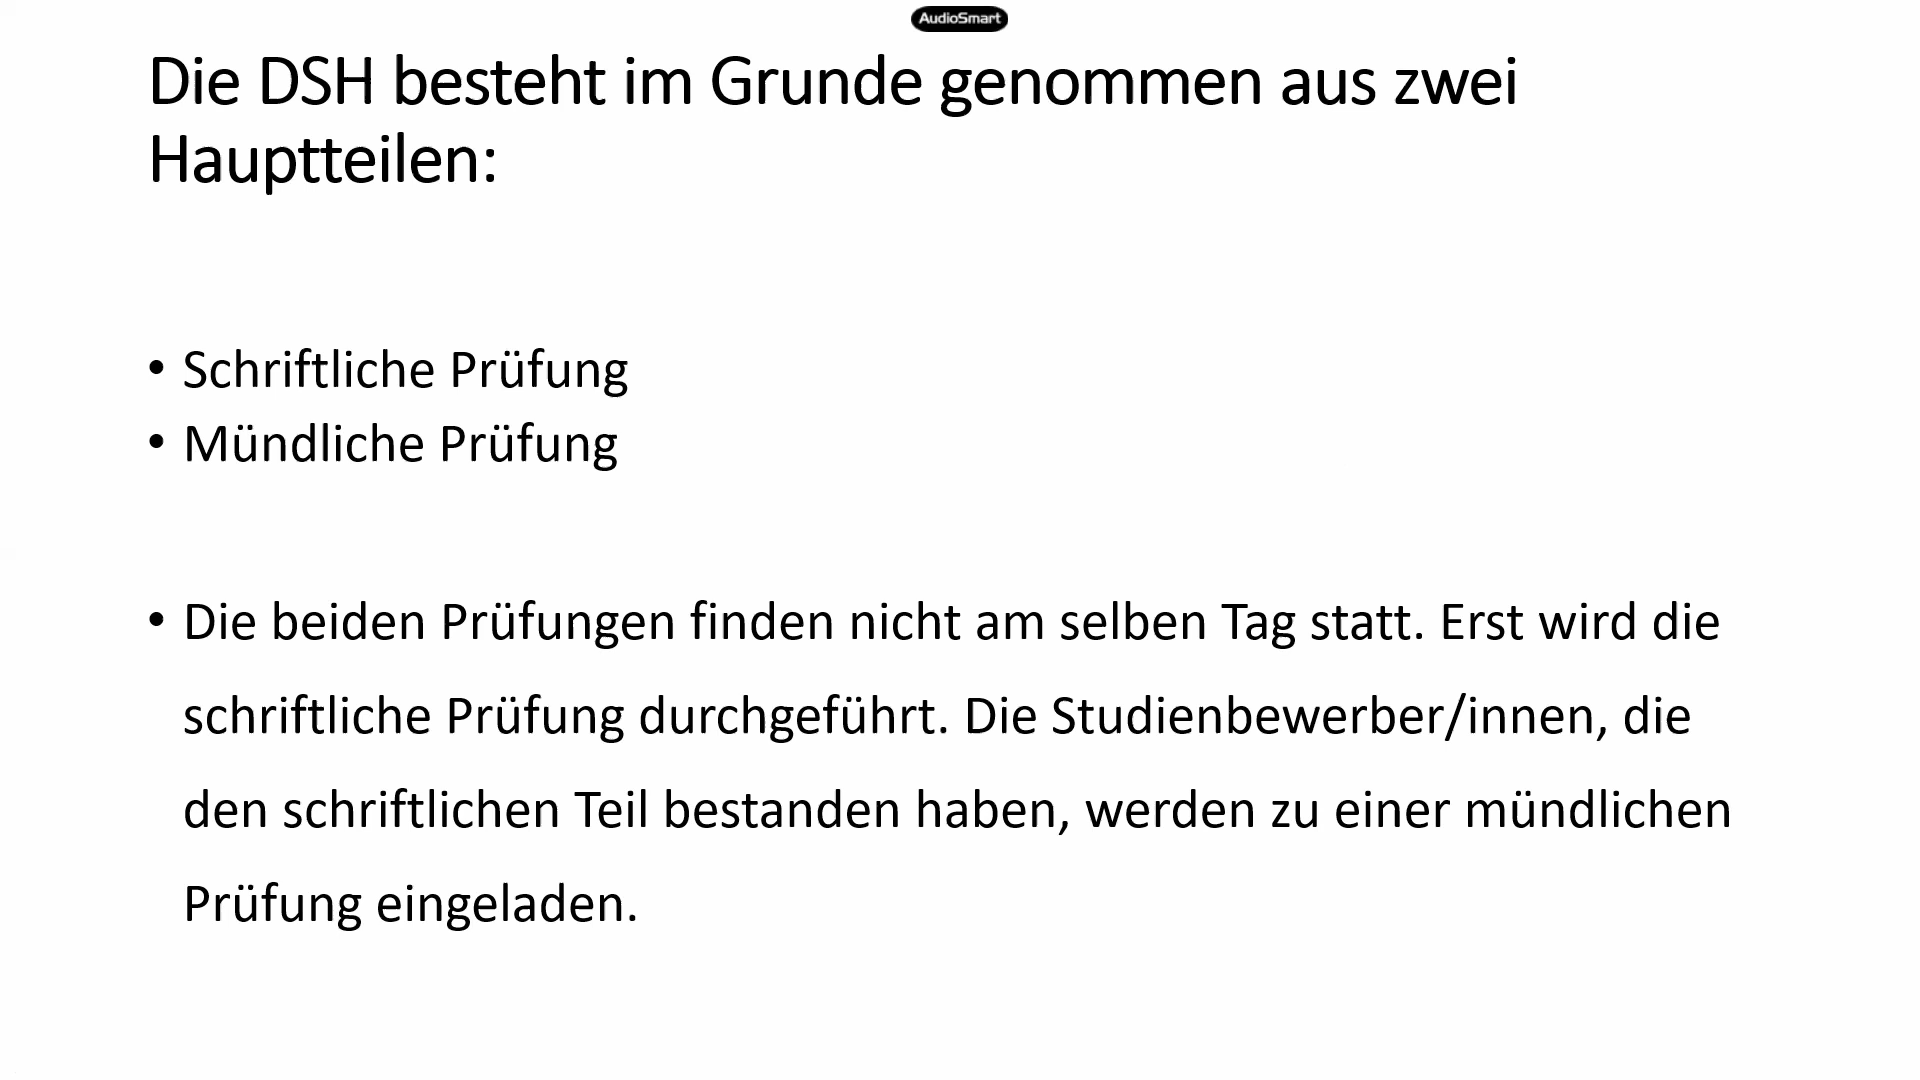 AudioSmart
Die DSH besteht im Grunde genommen aus zwei
Hauptteilen:
• Schriftliche Prüfung
• Mündliche Prüfung
• Die beiden Prüfungen finden nicht am selben Tag statt. Erst wird die
schriftliche Prüfung durchgeführt. Die Studienbewerber/innen, die
den schriftlichen Teil bestanden haben, werden zu einer mündlichen
Prüfung eingeladen.